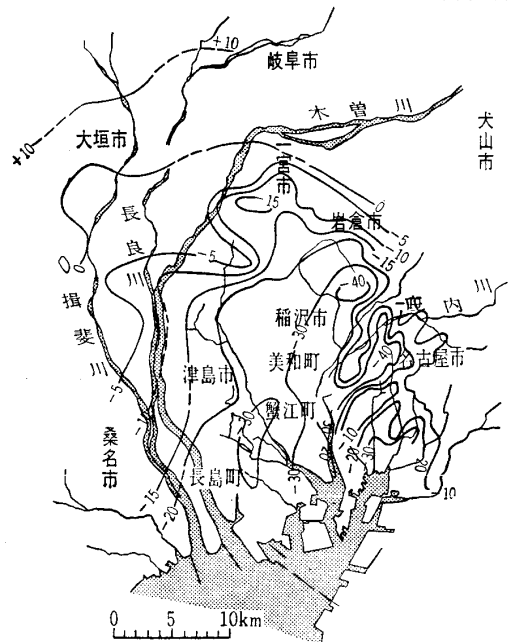 +10
岐阜市
木曽川
大垣市
+10
犬山市
一宮市
15
長良川
0
岩倉市
-5
-10
-15
-5
0
-40
揖斐川
稲沢市
-30
庄内川
-40
美和町
名古屋市
津島市
-5
蟹江町
-30
-10
桑名市
-20
-15
長島町
-30
-20
10
0 5 10km